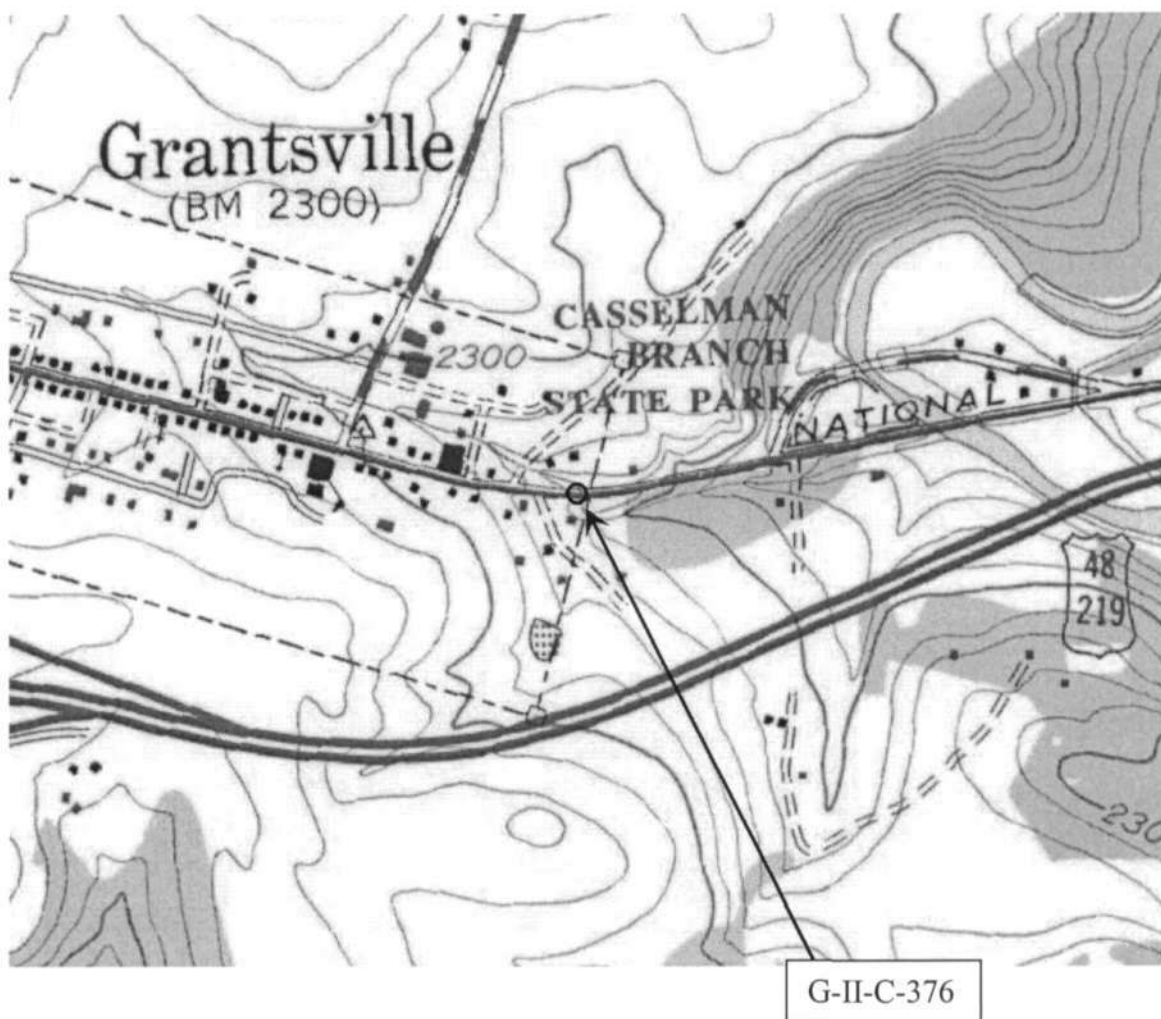 Grantsville
(BM 2300)
CASSELMAN
BRANCH
STATE PARK
2300
NATIONAL
48
219
230
G-II-C-376